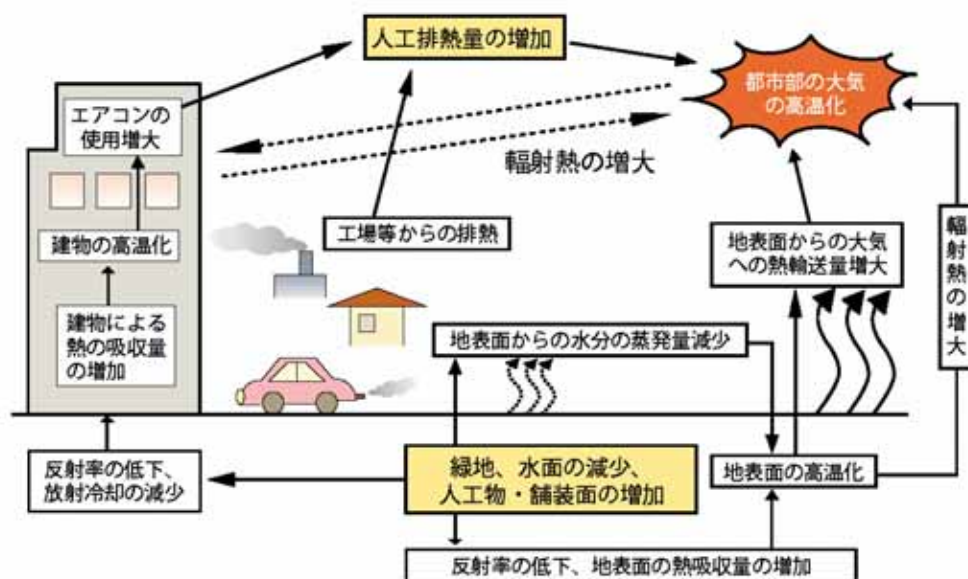 人工排熱量の増加
都市部の大気
の高温化
エアコンの
使用増大
輻射熱の増大
工場等からの排熱
建物の高温化
地表面からの大気
への熱輸送量増大
輻射熱の増大
建物による
熱の吸収量
の増加
地表面からの水分の蒸発量減少
反射率の低下、
放射冷却の減少
緑地、水面の減少、
人工物・舗装面の増加
地表面の高温化
反射率の低下、地表面の熱吸収量の増加